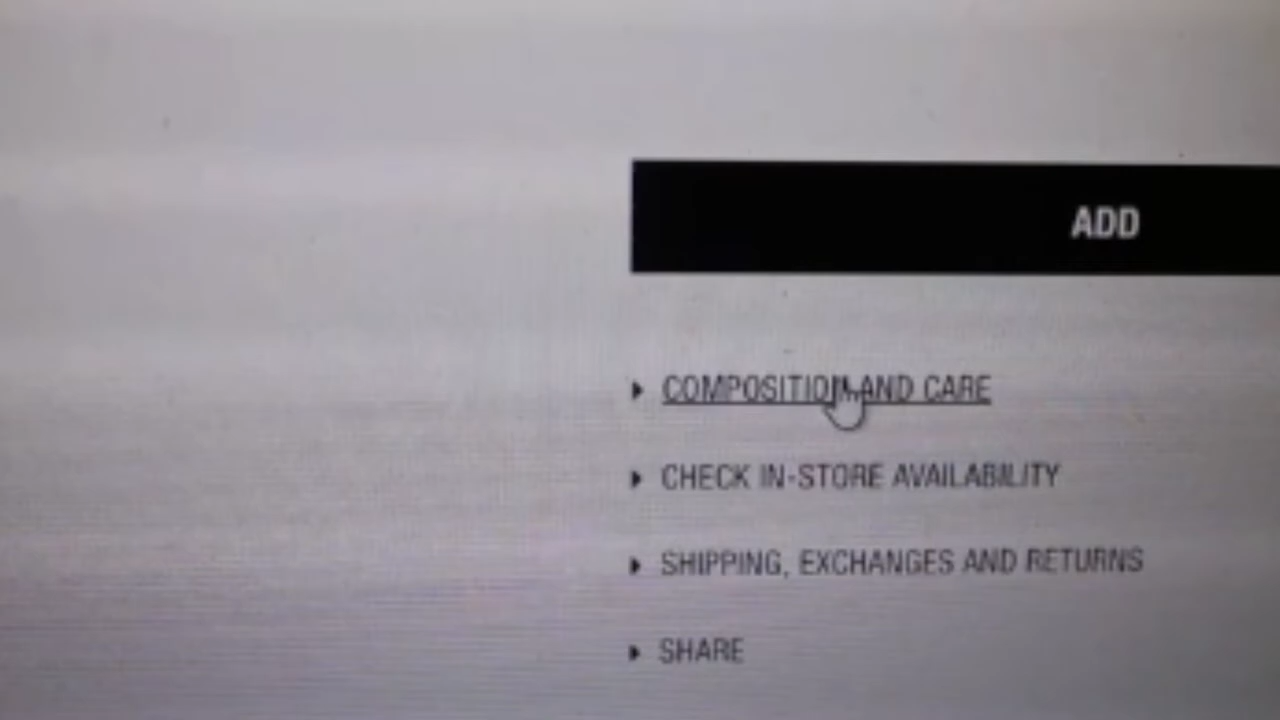 ADD
COMPOSITION AND CARE
CHECK IN-STORE AVAILABILITY
SHIPPING, EXCHANGES AND RETURNS
SHARE